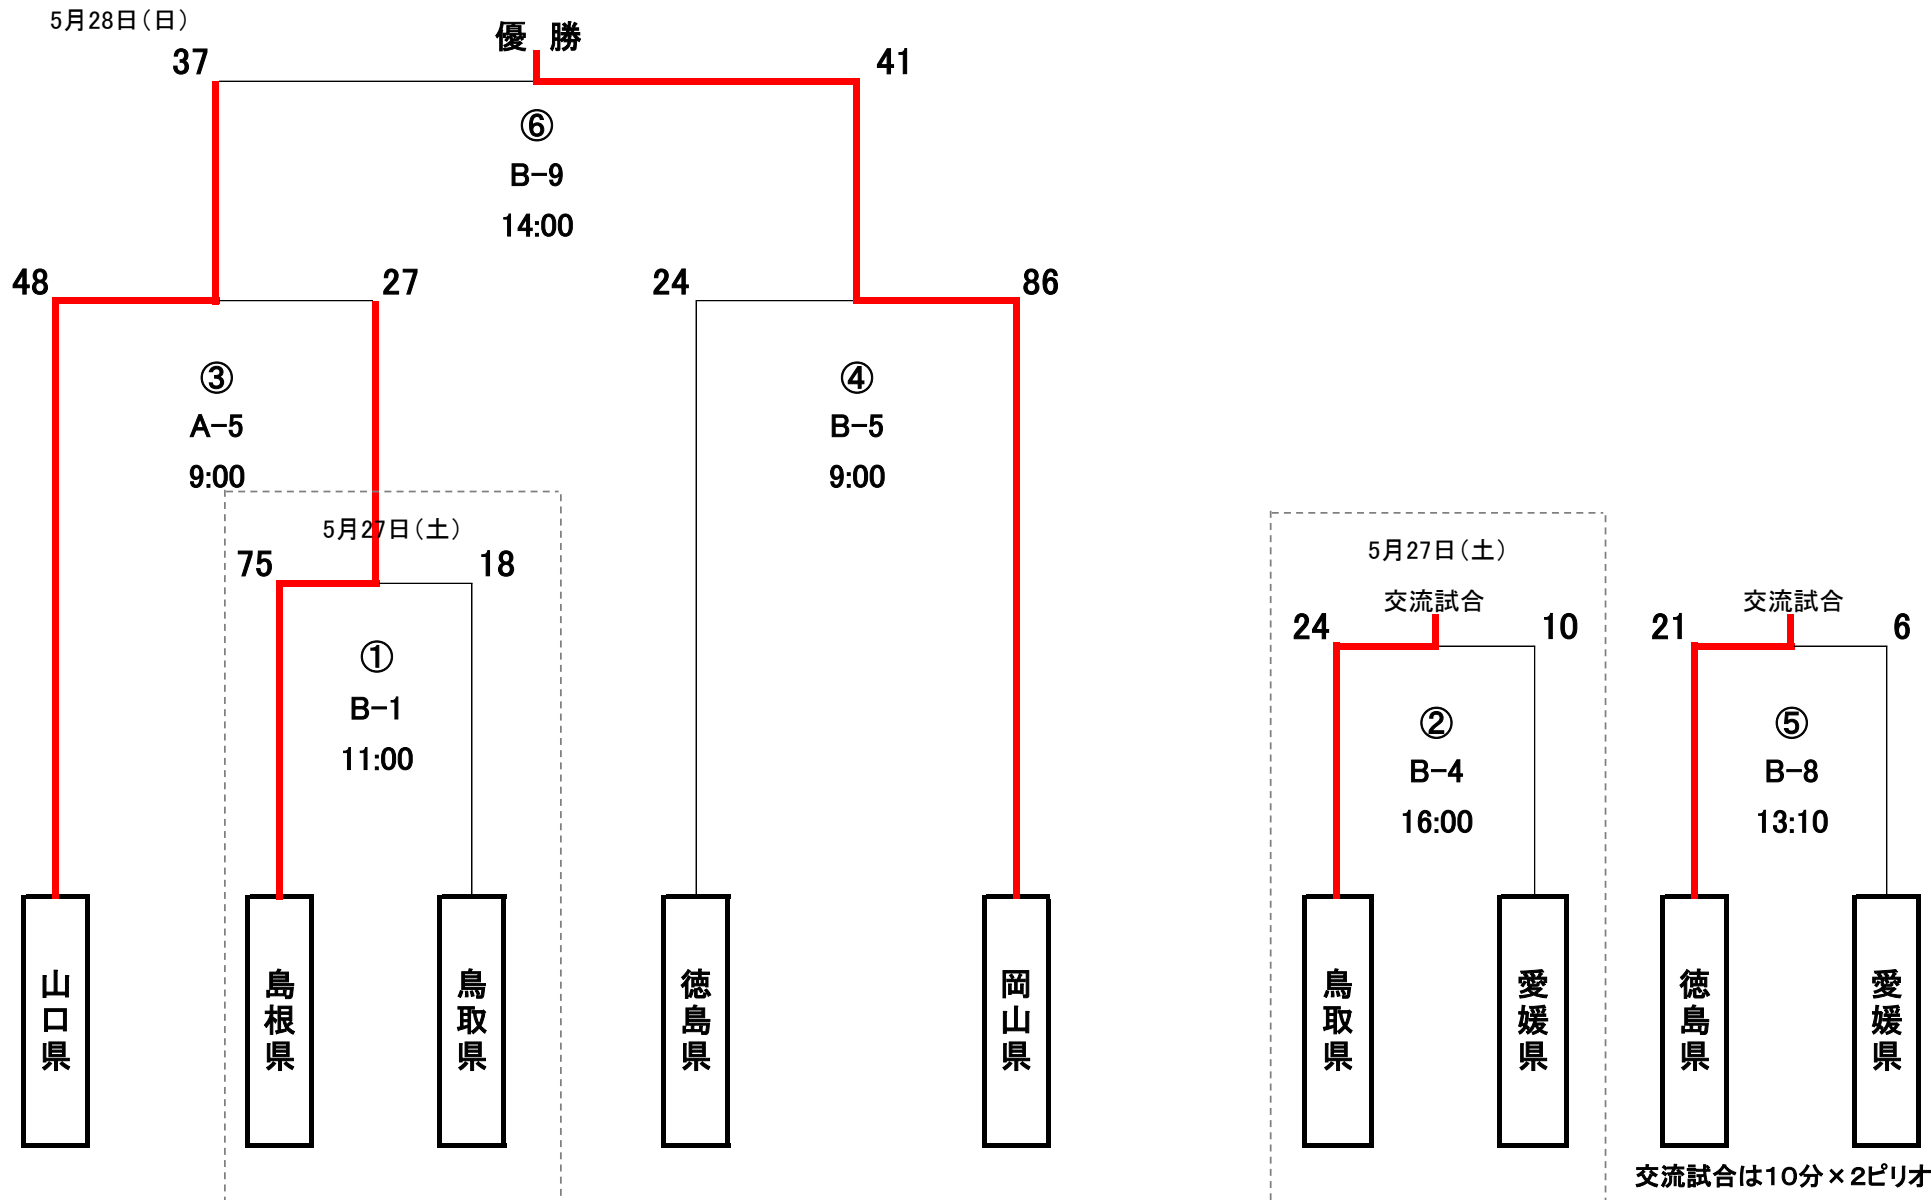 5月28日（日）
優　勝
37
41
⑥
B-9
14:00
48
27
24
86
③
A-5
9:00
④
B-5
9:00
5月27日（土）
75
18
①
B-1
11:00
5月27日（土）
交流試合
24
10
②
B-4
16:00
交流試合
21
6
⑤
B-8
13:10
山口県
島根県
鳥取県
徳島県
岡山県
鳥取県
愛媛県
徳島県
愛媛県
交流試合は10分×2ピリオ